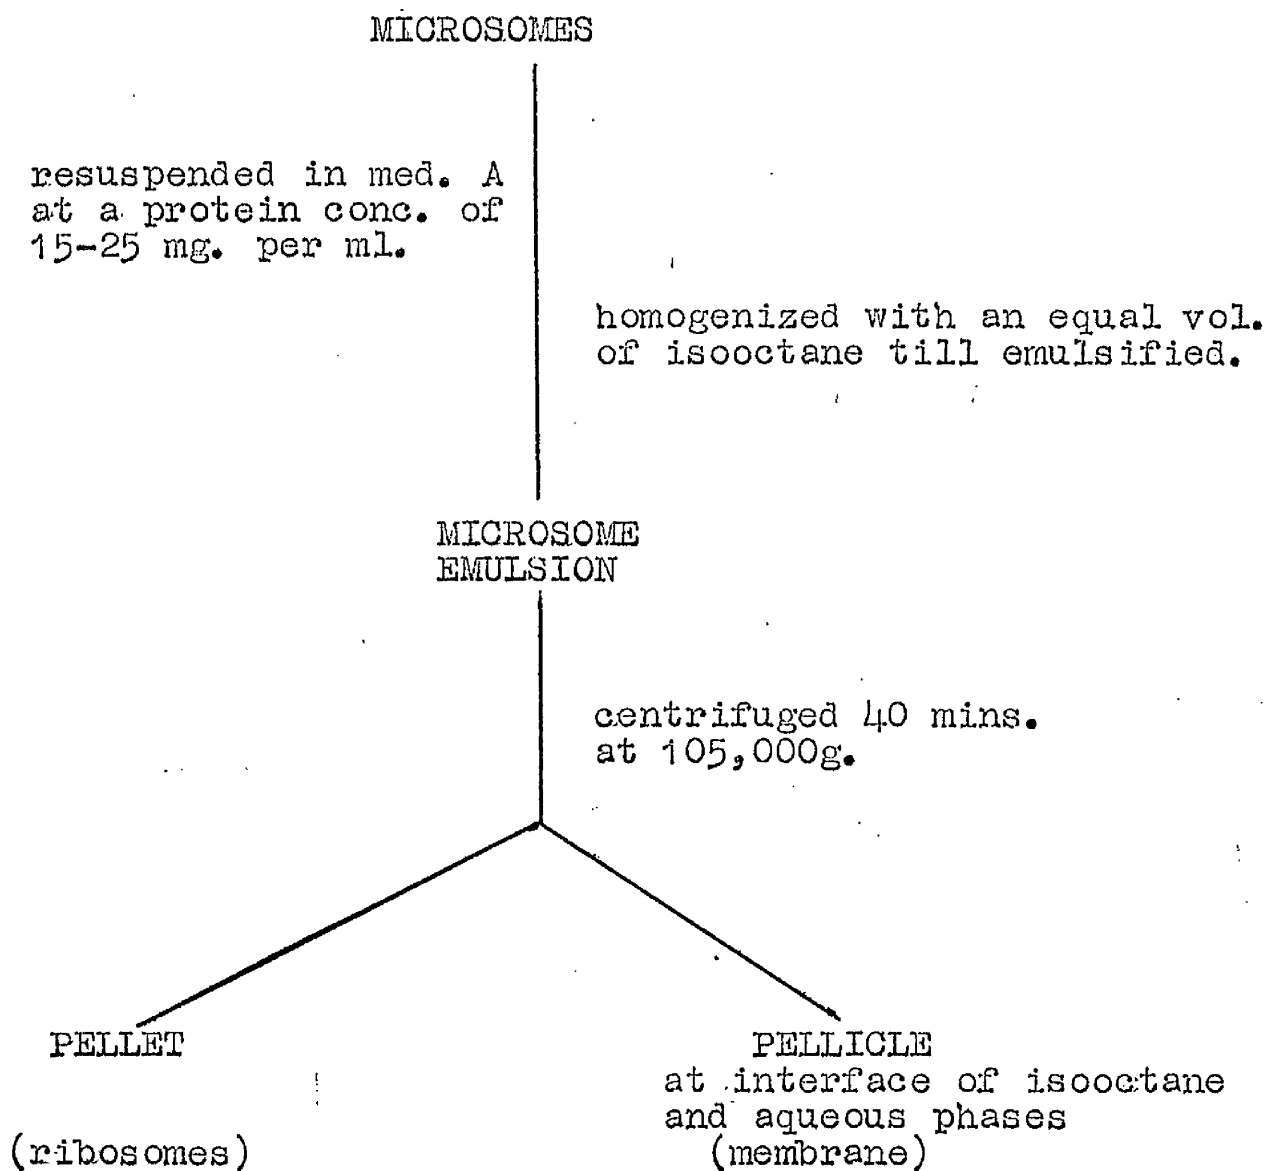 MICROSOMES
resuspended in med. A
at a protein conc. of
15-25 mg. per ml.
homogenized with an equal vol.
of isooctane till emulsified.
MICROSOME
EMULSION
centrifuged 40 mins.
at 105,000g.
PELLET
(ribosomes)
PELLICLE
at interface of isooctane
and aqueous phases
(membrane)